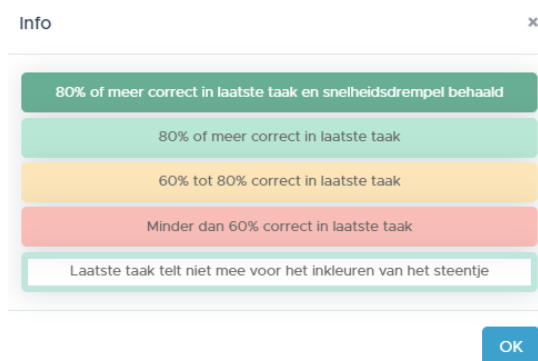 Info
×
80% of meer correct in laatste taak en snelheidsdrempel behaald
80% of meer correct in laatste taak
60% tot 80% correct in laatste taak
Minder dan 60% correct in laatste taak
Laatste taak telt niet mee voor het inkleuren van het steentje
OK